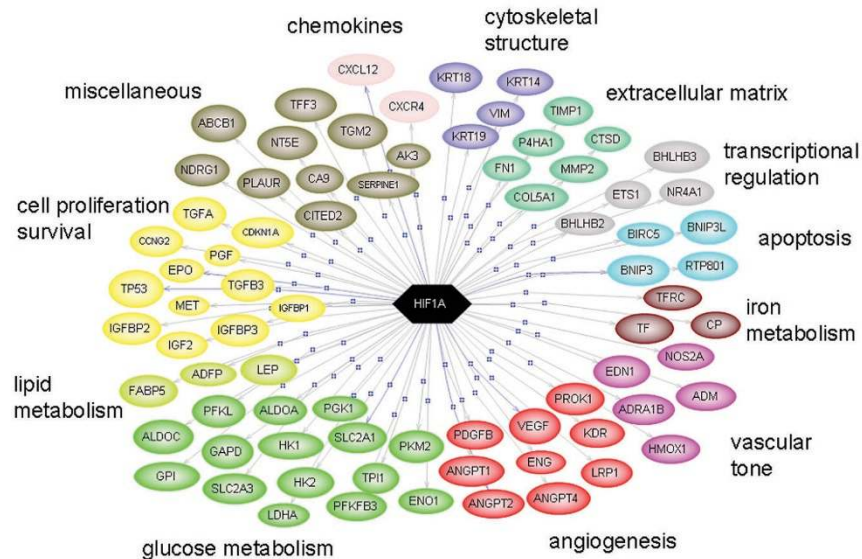 chemokines
cytoskeletal
structure
miscellaneous
extracellular matrix
transcriptional
regulation
cell proliferation
survival
apoptosis
iron
metabolism
lipid
metabolism
vascular
tone
glucose metabolism
angiogenesis
HIF1A
CXCL12
CXCR4
KRT18
KRT14
VIM
KRT19
TIMP1
P4HA1
CTSD
FN1
MMP2
COL5A1
BHLHB3
ETS1
NR4A1
BHLHB2
BIRC5
BNIP3L
BNIP3
RTP801
TFRC
TF
CP
NOS2A
EDN1
ADM
ADRA1B
HMOX1
PROK1
VEGF
KDR
PDGFB
ENG
LRP1
ANGPT1
ANGPT2
ANGPT4
PGK1
PFKL
ALDOA
ALDOC
GAPD
HK1
SLC2A1
PKM2
GPI
SLC2A3
HK2
TPI1
LDHA
PFKFB3
ENO1
LEP
ADFP
FABP5
TGFA
CCNG2
CDKN1A
PGF
EPO
TP53
TGFB3
MET
IGFBP1
IGFBP2
IGFBP3
IGF2
ABCB1
TFF3
NT5E
TGM2
AK3
NDRG1
PLAUR
CA9
SERPINE1
CITED2